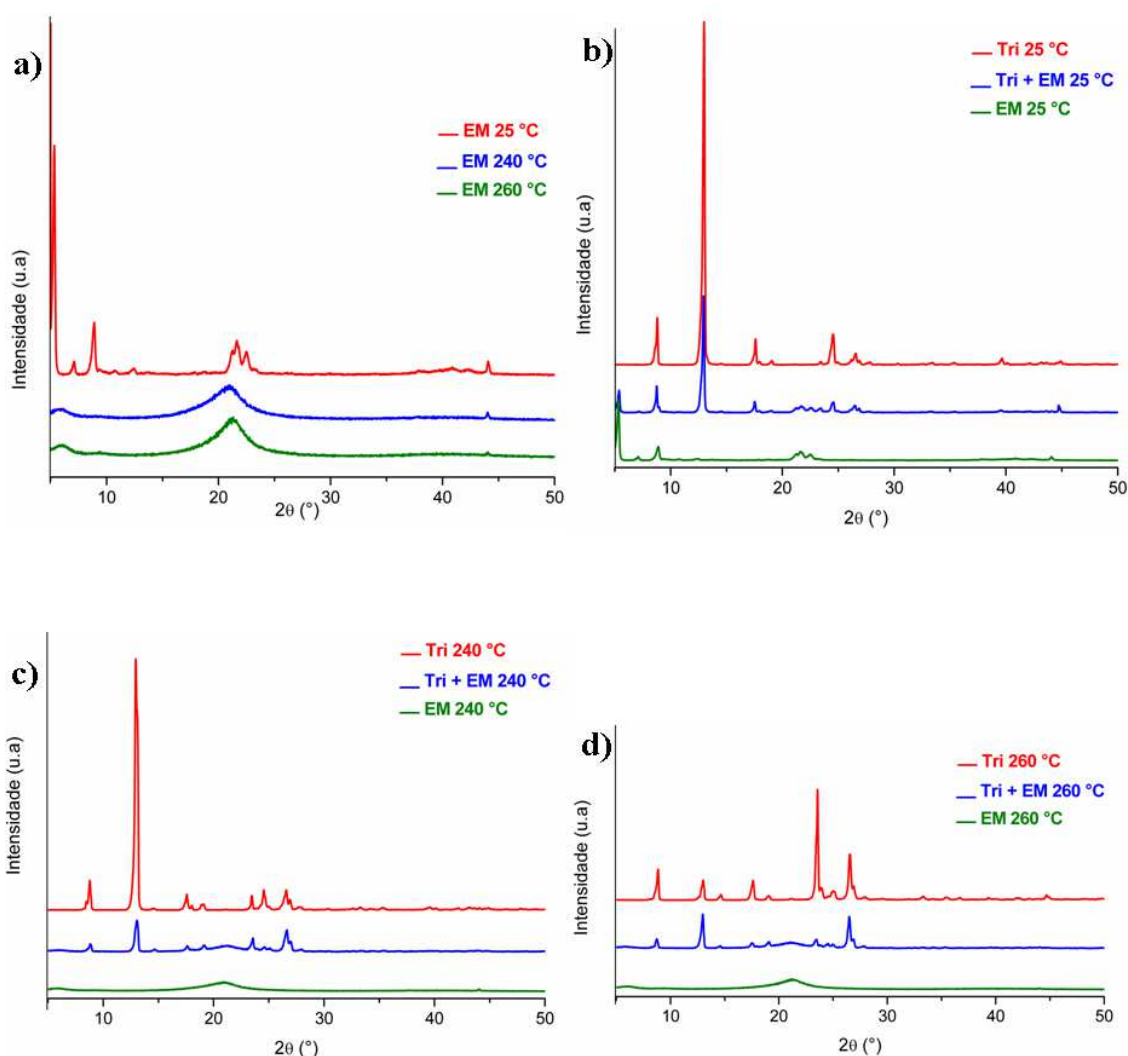 a)
EM 25 °C
EM 240 °C
EM 260 °C
Intensidade (u.a)
10 20 30 40 50
2θ (°)
b)
Tri 25 °C
Tri + EM 25 °C
EM 25 °C
Intensidade (u.a)
10 20 30 40 50
2θ (°)
c)
Tri 240 °C
Tri + EM 240 °C
EM 240 °C
Intensidade (u.a)
10 20 30 40 50
2θ (°)
d)
Tri 260 °C
Tri + EM 260 °C
EM 260 °C
Intensidade (u.a)
10 20 30 40 50
2θ (°)